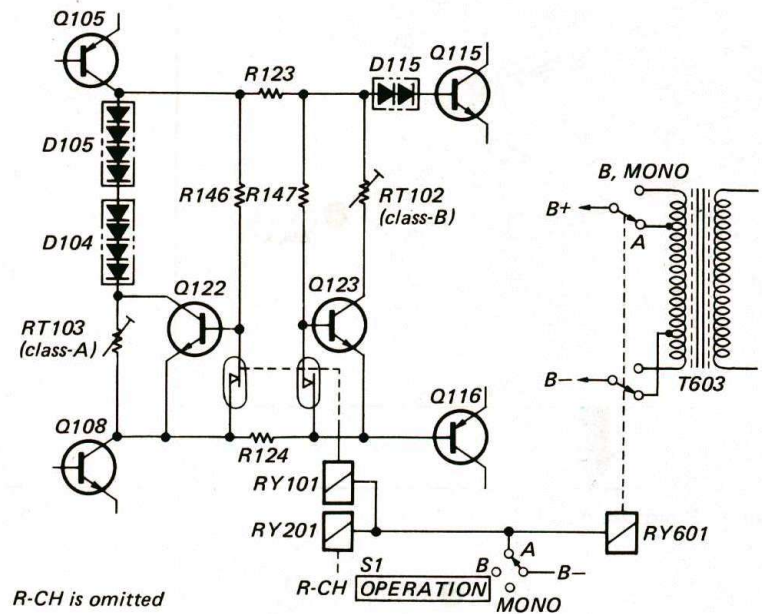 Q105
Q115
D115
R123
D105
B, MONO
R146 R147
RT102
(class-B)
B+
A
D104
Q122
Q123
RT103
(class-A)
B–
T603
Q108
Q116
R124
RY101
RY201
A
RY601
S1
B
B–
R-CH
OPERATION
MONO
R-CH is omitted